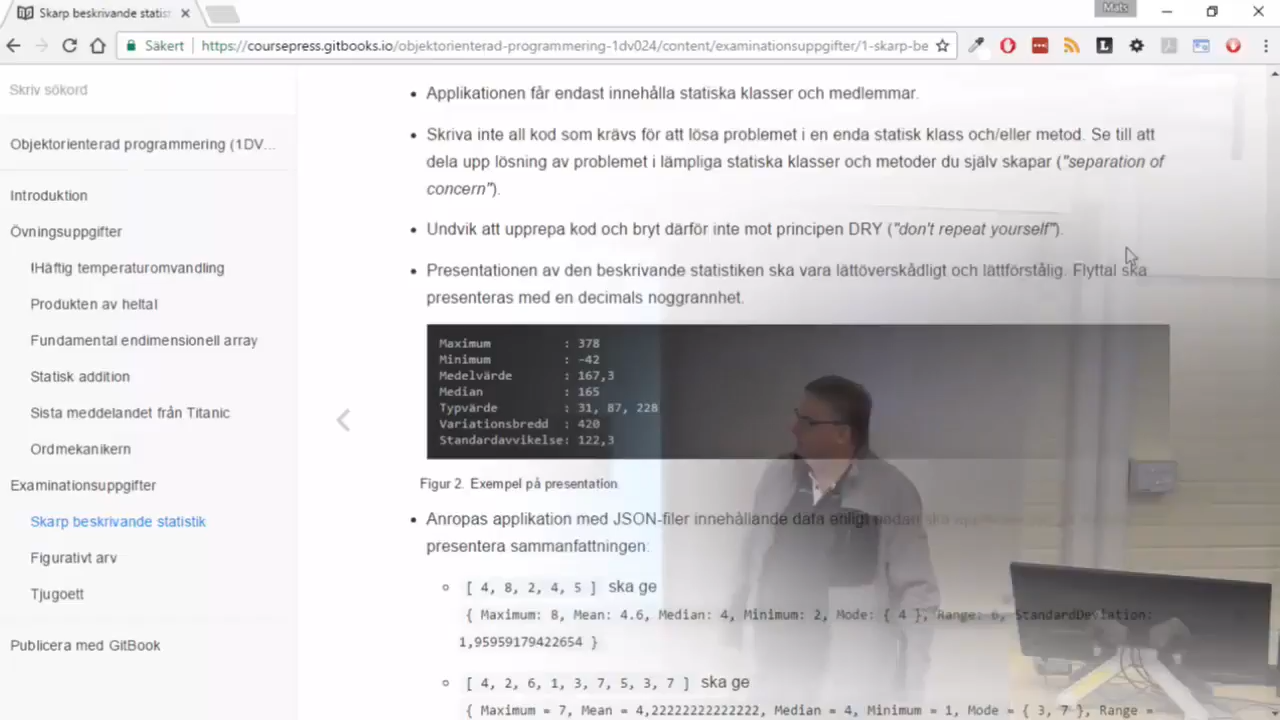 Mats
Skarp beskrivande statis
Säkert
https://coursepress.gitbooks.io/objektorienterad-programmering-1dv024/content/examinationsuppgifter/1-skarp-be
Skriv sökord
Objektorienterad programmering (1DV...
Introduktion
Övningsuppgifter
!Häftig temperaturomvandling
Produkten av heltal
Fundamental endimensionell array
Statisk addition
Sista meddelandet från Titanic
Ordmekanikern
Examinationsuppgifter
Skarp beskrivande statistik
Figurativt arv
Tjugoett
Publicera med GitBook
Applikationen får endast innehålla statiska klasser och medlemmar.
Skriva inte all kod som krävs för att lösa problemet i en enda statisk klass och/eller metod. Se till att
dela upp lösning av problemet i lämpliga statiska klasser och metoder du själv skapar ("separation of
concern").
Undvik att upprepa kod och bryt därför inte mot principen DRY ("don't repeat yourself").
Presentationen av den beskrivande statistiken ska vara lättöverskådligt och lättförstålig. Flyttal ska
presenteras med en decimals noggrannhet.
Maximum : 378
Minimum : -42
Medelvärde : 167,3
Median : 165
Typvärde : 31, 87, 228
Variationsbredd : 420
Standardavvikelse: 122,3
Figur 2. Exempel på presentation
Anropas applikation med JSON-filer innehållande data enligt nedan ska
presentera sammanfattningen:
[ 4, 8, 2, 4, 5 ] ska ge
{ Maximum: 8, Mean: 4.6, Median: 4, Minimum: 2, Mode: { 4 }, Range: 6, StandardDeviation:
1,95959179422654 }
[ 4, 2, 6, 1, 3, 7, 5, 3, 7 ] ska ge
{ Maximum = 7, Mean = 4,22222222222222, Median = 4, Minimum = 1, Mode = { 3, 7 }, Range =